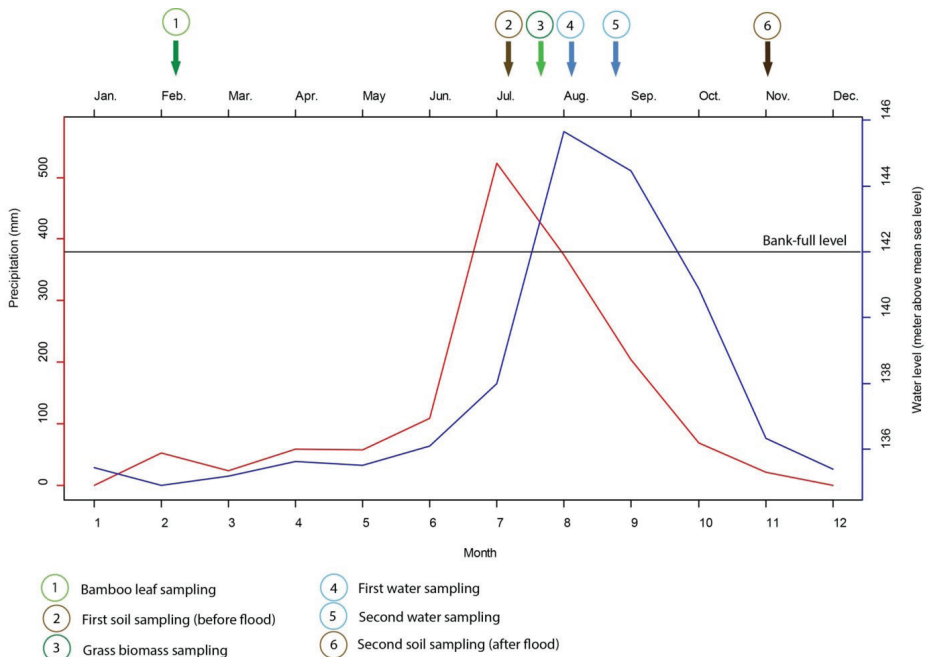 1 2 3 4 5 6
Jan. Feb. Mar. Apr. May Jun. Jul. Aug. Sep. Oct. Nov. Dec.
Precipitation (mm)
0 100 200 300 400 500
Bank-full level
136 138 140 142 144 146
Water level (meter above mean sea level)
1 2 3 4 5 6 7 8 9 10 11 12
Month
1 Bamboo leaf sampling
2 First soil sampling (before flood)
3 Grass biomass sampling
4 First water sampling
5 Second water sampling
6 Second soil sampling (after flood)